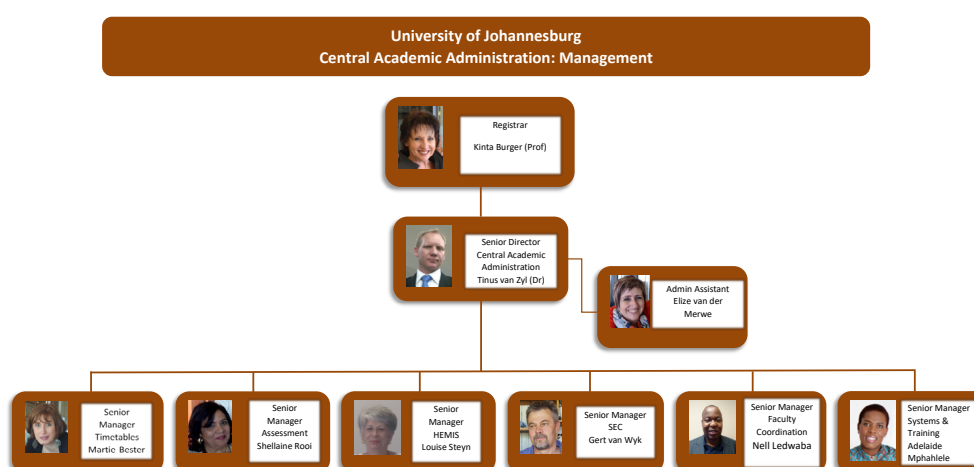 University of Johannesburg
Central Academic Administration: Management
Registrar
Kinta Burger (Prof)
Senior Director
Central Academic
Administration
Tinus van Zyl (Dr)
Admin Assistant
Elize van der
Merwe
Senior
Manager
Timetables
Martie Bester
Senior
Manager
Assessment
Shellaine Rooi
Senior
Manager
HEMIS
Louise Steyn
Senior Manager
SEC
Gert van Wyk
Senior Manager
Faculty
Coordination
Nell Ledwaba
Senior Manager
Systems &
Training
Adelaide
Mphahlele